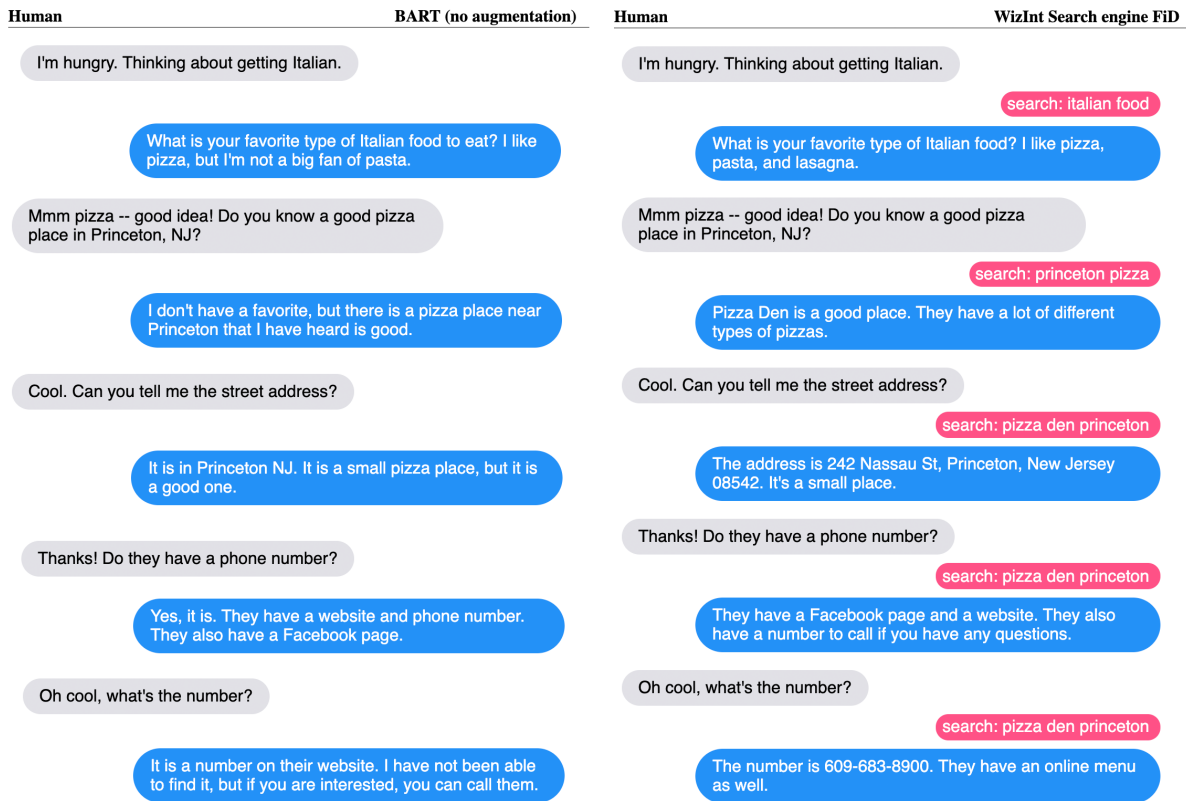 Human
BART (no augmentation)
I'm hungry. Thinking about getting Italian.
What is your favorite type of Italian food to eat? I like
pizza, but I'm not a big fan of pasta.
Mmm pizza -- good idea! Do you know a good pizza
place in Princeton, NJ?
I don't have a favorite, but there is a pizza place near
Princeton that I have heard is good.
Cool. Can you tell me the street address?
It is in Princeton NJ. It is a small pizza place, but it is
a good one.
Thanks! Do they have a phone number?
Yes, it is. They have a website and phone number.
They also have a Facebook page.
Oh cool, what's the number?
It is a number on their website. I have not been able
to find it, but if you are interested, you can call them.
Human
WizInt Search engine FiD
I'm hungry. Thinking about getting Italian.
search: italian food
What is your favorite type of Italian food? I like pizza,
pasta, and lasagna.
Mmm pizza -- good idea! Do you know a good pizza
place in Princeton, NJ?
search: princeton pizza
Pizza Den is a good place. They have a lot of different
types of pizzas.
Cool. Can you tell me the street address?
search: pizza den princeton
The address is 242 Nassau St, Princeton, New Jersey
08542. It's a small place.
Thanks! Do they have a phone number?
search: pizza den princeton
They have a Facebook page and a website. They also
have a number to call if you have any questions.
Oh cool, what's the number?
search: pizza den princeton
The number is 609-683-8900. They have an online menu
as well.